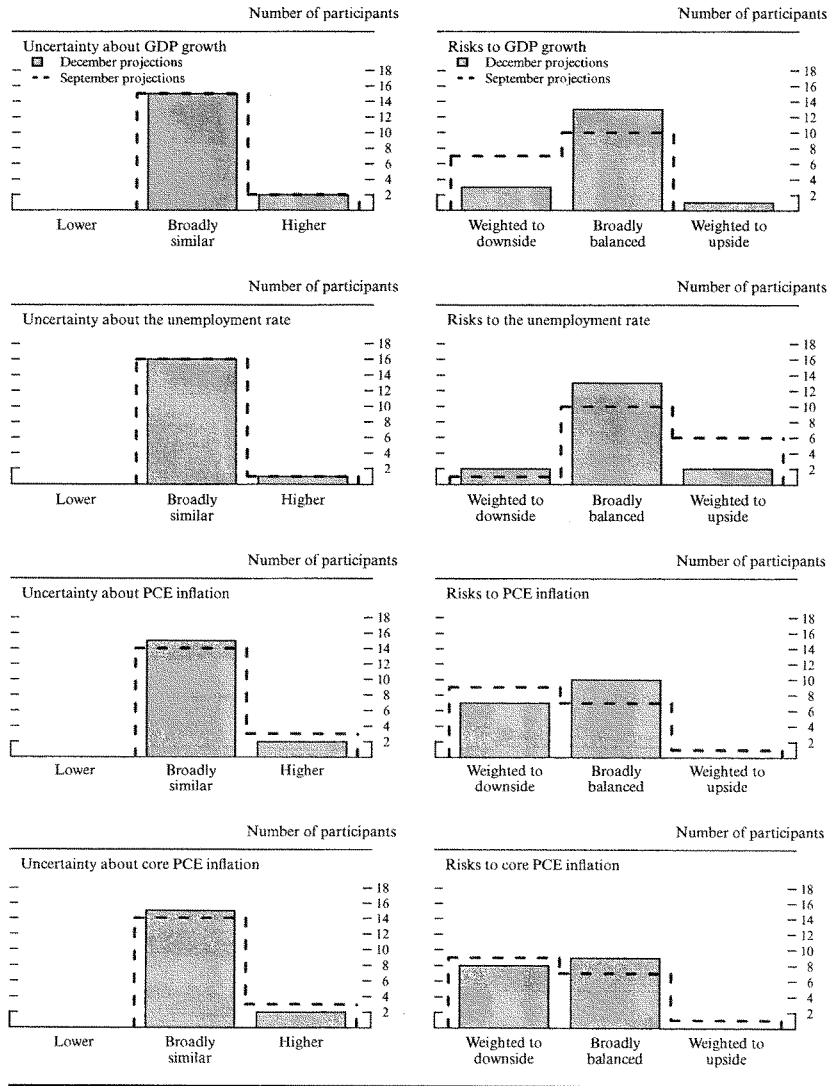 Number of participants
Uncertainty about GDP growth
December projections
September projections
18
16
14
12
10
8
6
4
2
Lower
Broadly
similar
Higher
Number of participants
Risks to GDP growth
December projections
September projections
18
16
14
12
10
8
6
4
2
Weighted to
downside
Broadly
balanced
Weighted to
upside
Number of participants
Uncertainty about the unemployment rate
18
16
14
12
10
8
6
4
2
Lower
Broadly
similar
Higher
Number of participants
Risks to the unemployment rate
18
16
14
12
10
8
6
4
2
Weighted to
downside
Broadly
balanced
Weighted to
upside
Number of participants
Uncertainty about PCE inflation
18
16
14
12
10
8
6
4
2
Lower
Broadly
similar
Higher
Number of participants
Risks to PCE inflation
18
16
14
12
10
8
6
4
2
Weighted to
downside
Broadly
balanced
Weighted to
upside
Number of participants
Uncertainty about core PCE inflation
18
16
14
12
10
8
6
4
2
Lower
Broadly
similar
Higher
Number of participants
Risks to core PCE inflation
18
16
14
12
10
8
6
4
2
Weighted to
downside
Broadly
balanced
Weighted to
upside